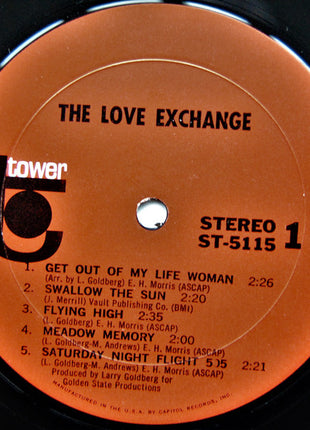 THE LOVE EXCHANGE
tower
STEREO 1
ST-5115
1. GET OUT OF MY LIFE WOMAN 2:26
(Arr. by L. Goldberg) E. H. Morris (ASCAP)
2. SWALLOW THE SUN 2:20
(J. Merrill) Vault Publishing Co. (BMI)
3. FLYING HIGH 2:35
(L. Goldberg) E. H. Morris (ASCAP)
4. MEADOW MEMORY 2:00
(L. Goldberg-M. Andrews) E. H. Morris (ASCAP)
5. SATURDAY NIGHT FLIGHT 505
(L. Goldberg-M. Andrews) E. H. Morris (ASCAP) 2:21
Produced by Larry Goldberg for
Golden State Productions
MANUFACTURED IN THE U.S.A. BY CAPITOL RECORDS, INC.